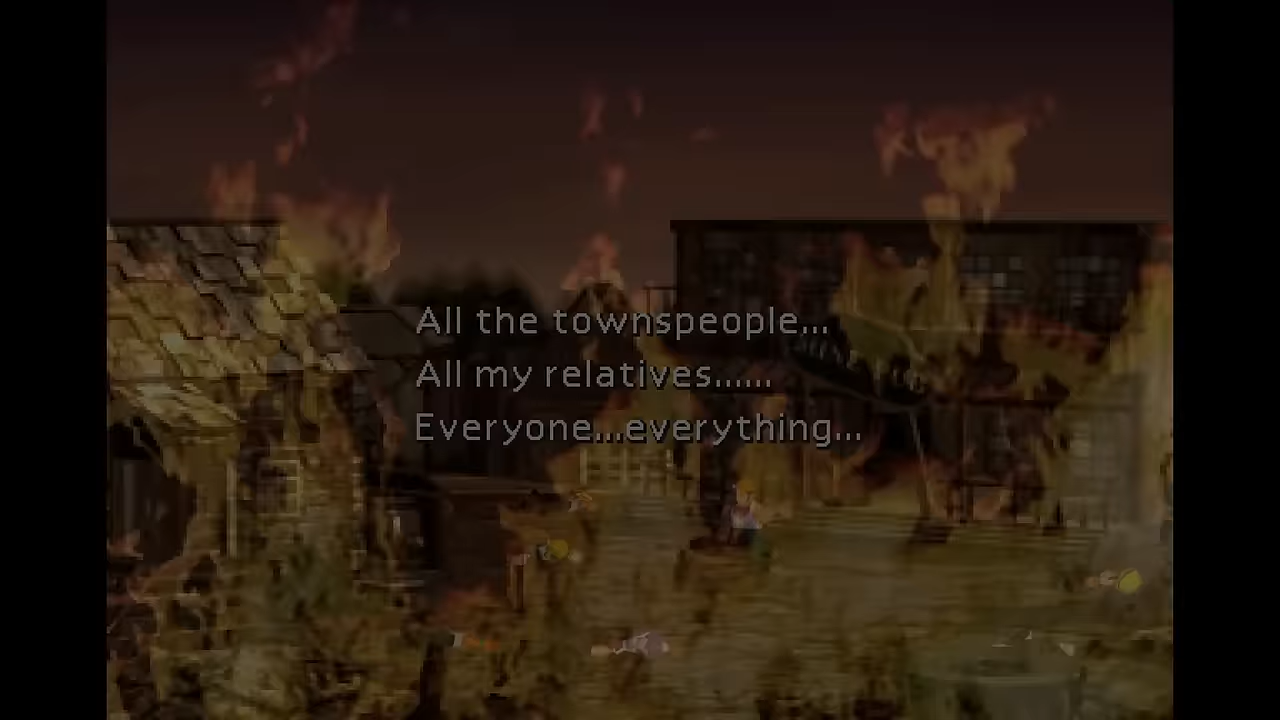 All the townspeople...
All my relatives......
Everyone...everything...